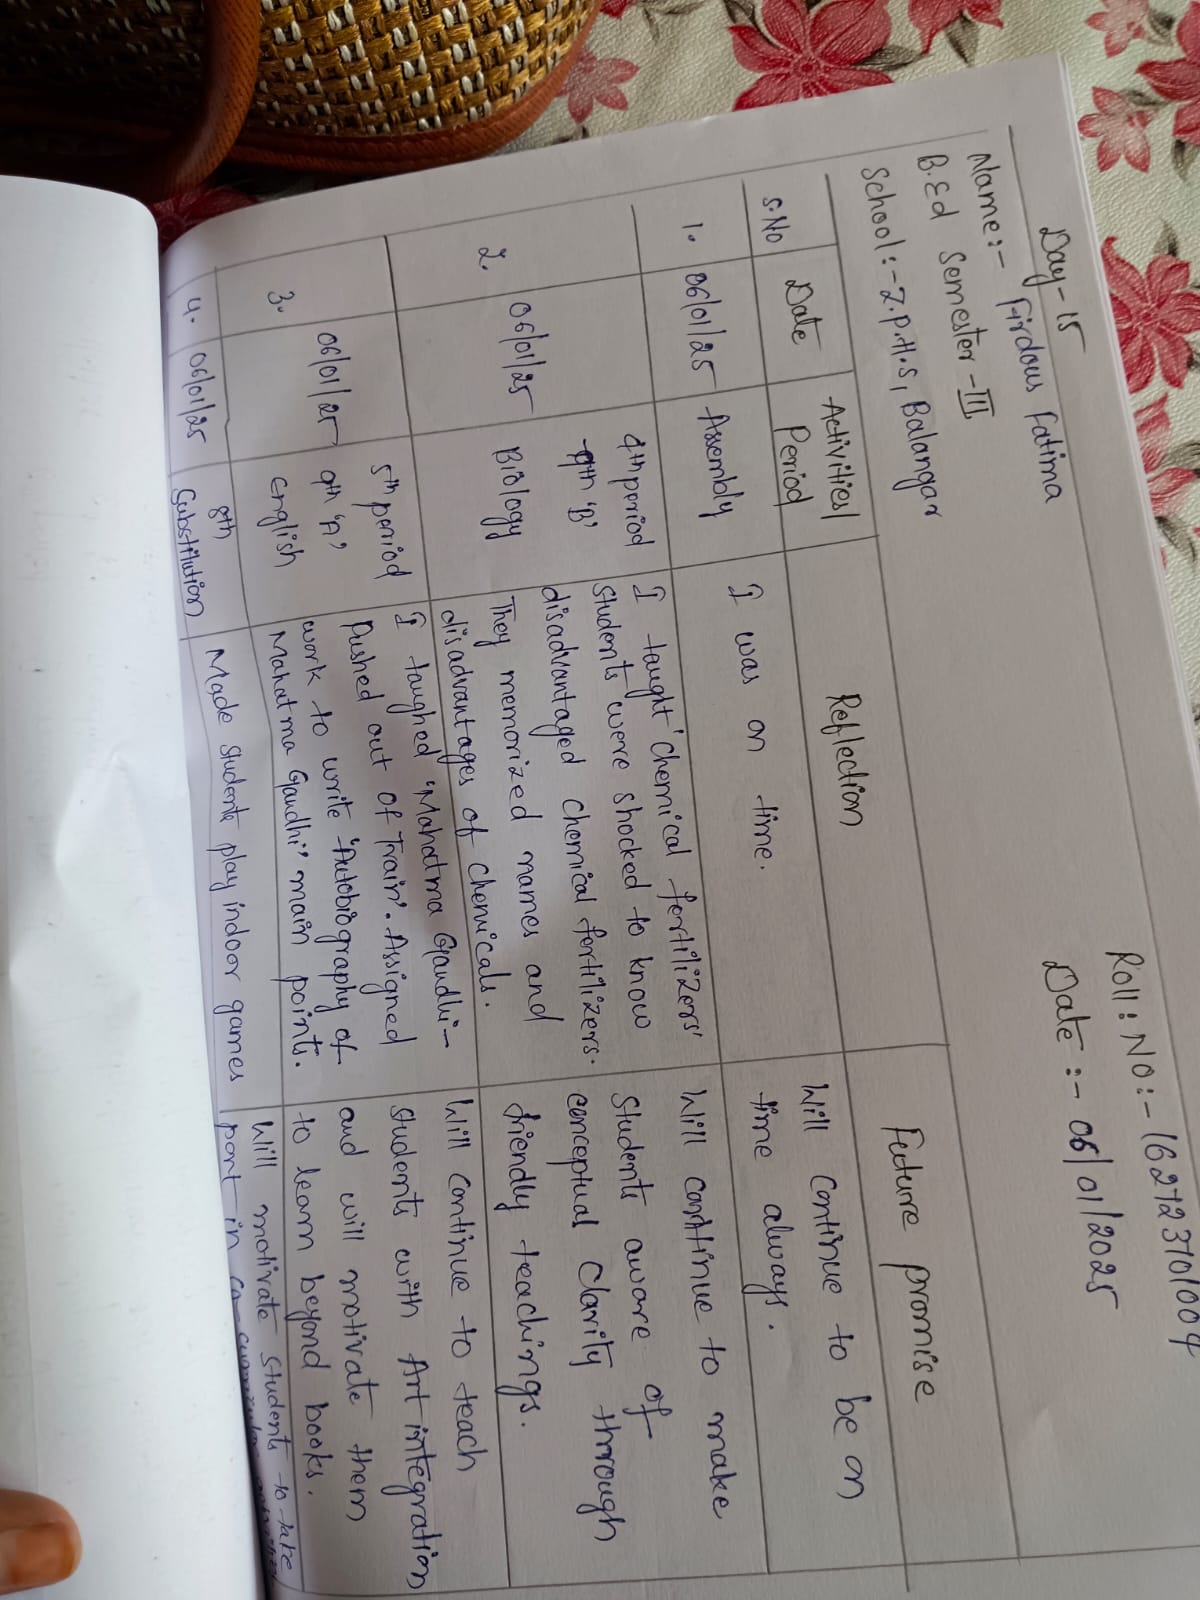 Day-15
Name:- Firdous Fatima
Roll: No:- 162123101004
B.Ed Semester-III
Date :- 06/01/2025
School:- Z.P.H.S, Balangar
S.No
Date
Activities/
Period
Reflection
Future promise
1.
06/01/25
Assembly
I was on time.
Will continue to be on
time always.
2.
06/01/25
4th period
9th 'B'
Biology
I taught 'chemical fertilizers'
students were shocked to know
disadvantaged chemical fertilizers.
They memorized names and
disadvantages of chemicals.
Will continue to make
students aware of
conceptual clarity through
friendly teachings.
3.
06/01/25
5th period
9th 'A'
English
I taughed 'Mahatma Gandhi-
Pushed out of Train'. Assigned
work to write 'Autobiography of
Mahatma Gandhi" main points.
Will continue to teach
students with Art integration
and will motivate them
to learn beyond books.
4.
06/01/25
8th
Substitution
Made students play indoor games
Will motivate students to take
part in